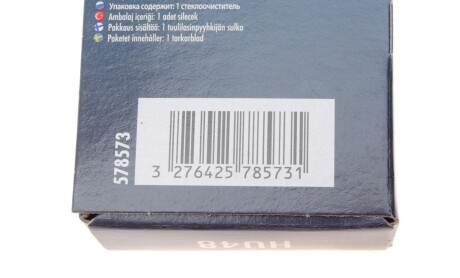 Упаковка содержит: 1 стеклоочиститель
Ambalaj içeriği: 1 adet silecek
Pakkaus sisältää: 1 tuulilasinpyyhkijän sulka
Paketet innehåller: 1 torkarblad
578573
3 276425 785731
HU48